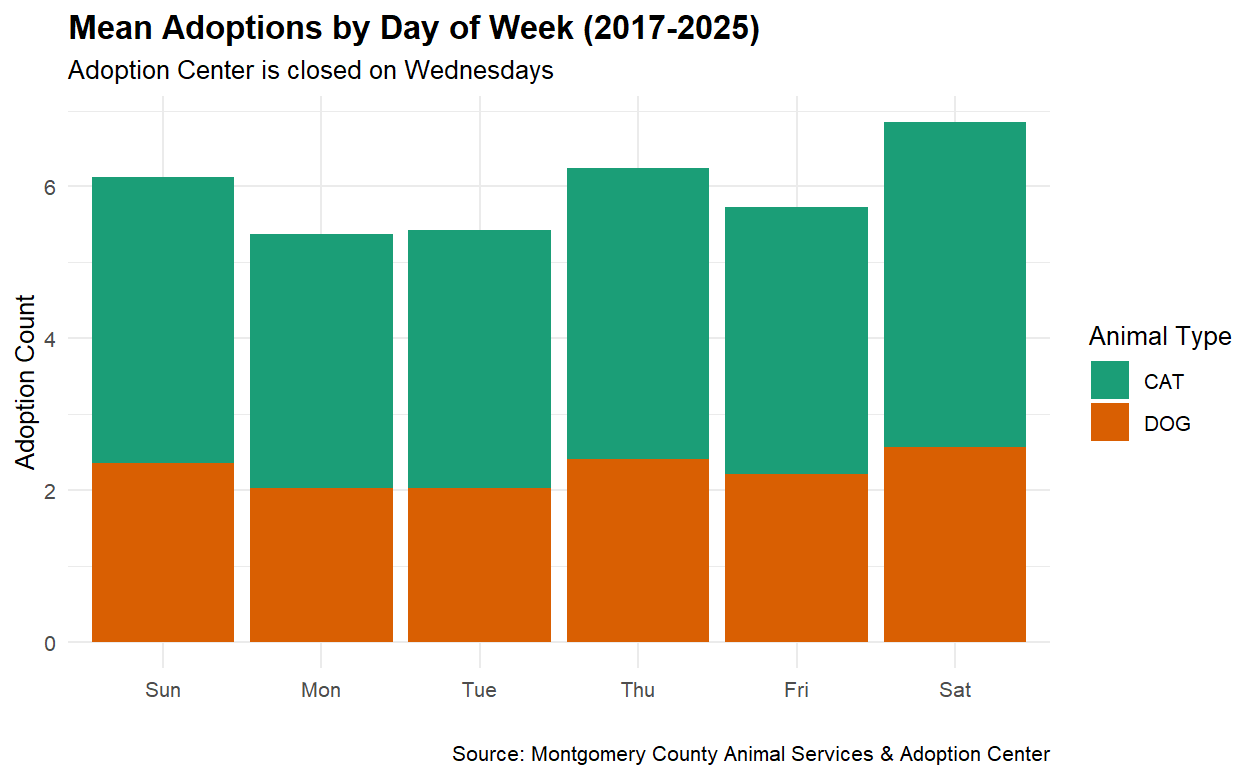 Mean Adoptions by Day of Week (2017-2025)
Adoption Center is closed on Wednesdays
Adoption Count
6
4
2
0
Sun Mon Tue Thu Fri Sat
Animal Type
CAT
DOG
Source: Montgomery County Animal Services & Adoption Center